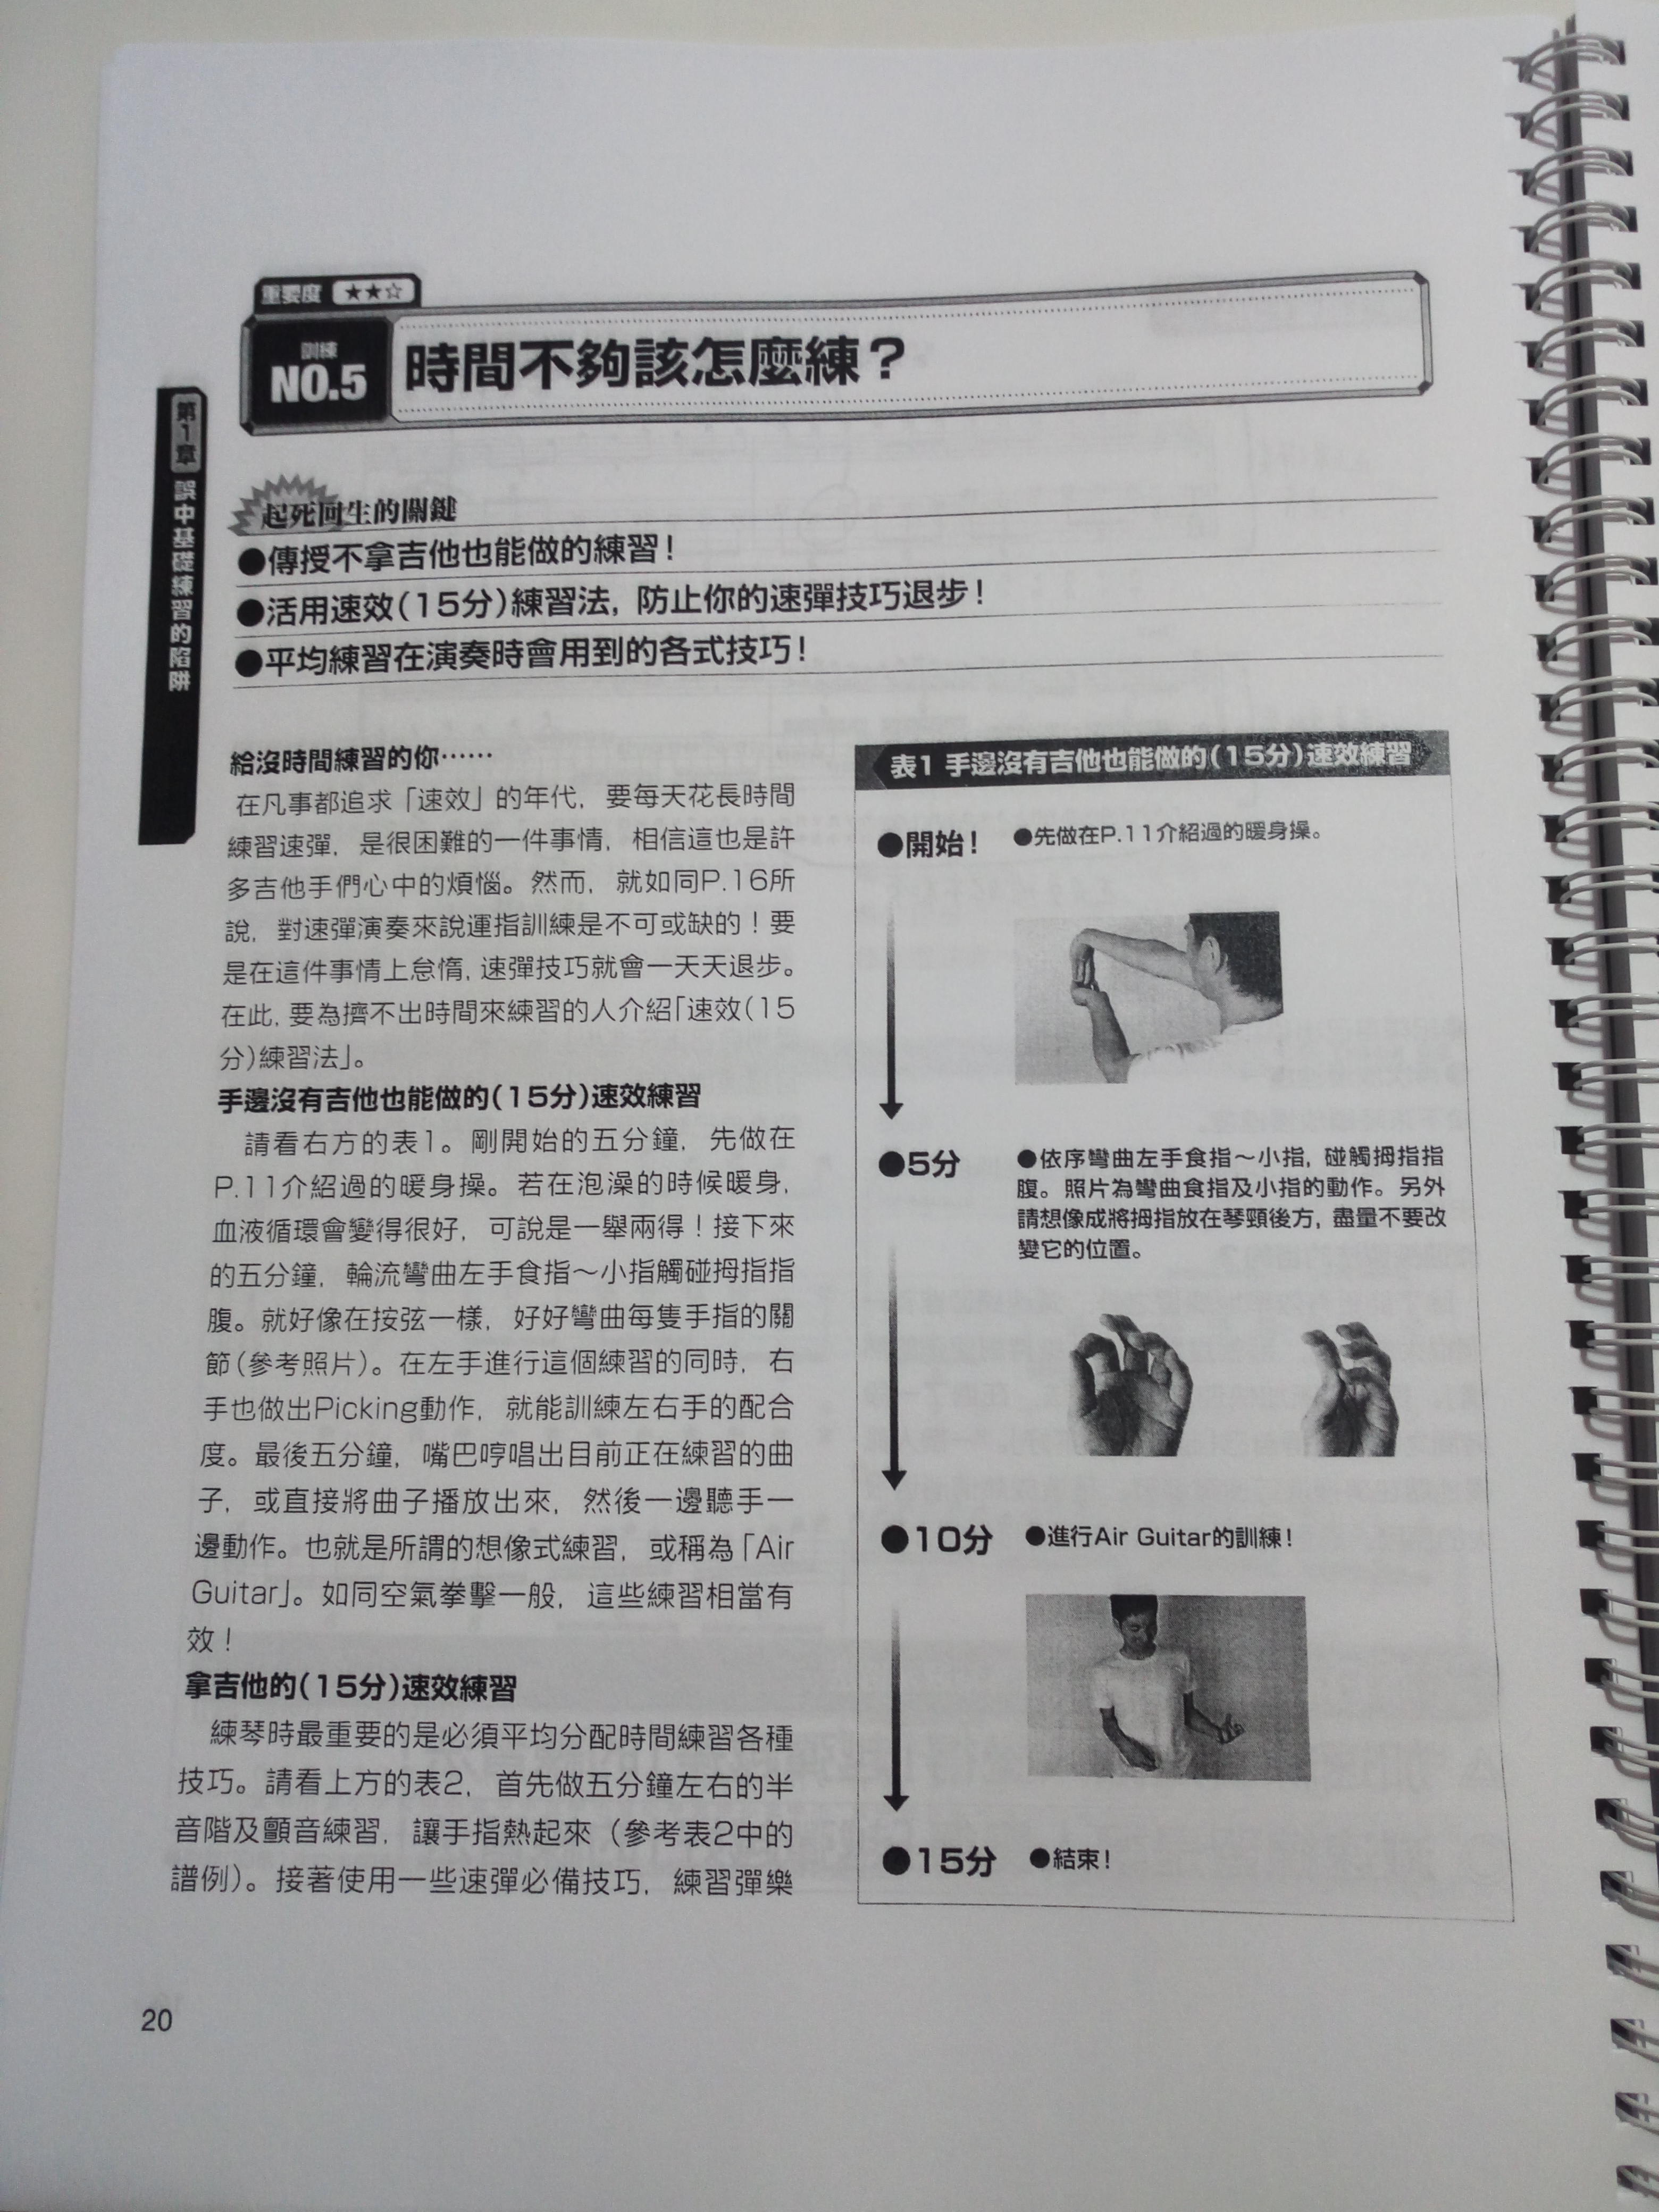 重要度 ★★☆
訓練
NO.5
時間不夠該怎麼練？
第1章 誤中基礎練習的陷阱
起死回生的關鍵
●傳授不拿吉他也能做的練習！
●活用速效（15分）練習法，防止你的速彈技巧退步！
●平均練習在演奏時會用到的各式技巧！
給沒時間練習的你……
在凡事都追求「速效」的年代，要每天花長時間
練習速彈，是很困難的一件事情，相信這也是許
多吉他手們心中的煩惱。然而，就如同P.16所
說，對速彈演奏來說運指訓練是不可或缺的！要
是在這件事情上怠惰，速彈技巧就會一天天退步。
在此，要為擠不出時間來練習的人介紹「速效（15
分）練習法」。
手邊沒有吉他也能做的（15分）速效練習
請看右方的表1。剛開始的五分鐘，先做在
P.11介紹過的暖身操。若在泡澡的時候暖身，
血液循環會變得很好，可說是一舉兩得！接下來
的五分鐘，輪流彎曲左手食指～小指觸碰拇指指
腹。就好像在按弦一樣，好好彎曲每隻手指的關
節（參考照片）。在左手進行這個練習的同時，右
手也做出Picking動作，就能訓練左右手的配合
度。最後五分鐘，嘴巴哼唱出目前正在練習的曲
子，或直接將曲子播放出來，然後一邊聽手一
邊動作。也就是所謂的想像式練習，或稱為「Air
Guitar」。如同空氣拳擊一般，這些練習相當有
效！
拿吉他的（15分）速效練習
練琴時最重要的是必須平均分配時間練習各種
技巧。請看上方的表2，首先做五分鐘左右的半
音階及顫音練習，讓手指熱起來（參考表2中的
譜例）。接著使用一些速彈必備技巧，練習彈樂
表1 手邊沒有吉他也能做的（15分）速效練習
●開始！ ●先做在P.11介紹過的暖身操。
●5分 ●依序彎曲左手食指～小指，碰觸拇指指
腹。照片為彎曲食指及小指的動作。另外
請想像成將拇指放在琴頸後方，盡量不要改
變它的位置。
●10分 ●進行Air Guitar的訓練！
●15分 ●結束！
20